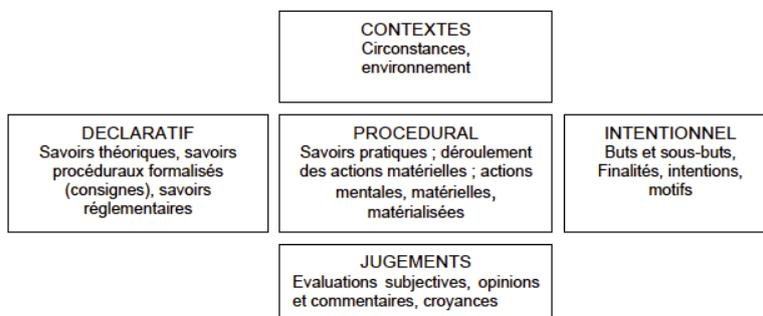 CONTEXTES
Circonstances,
environnement
DECLARATIF
Savoirs théoriques, savoirs
procéduraux formalisés
(consignes), savoirs
réglementaires
PROCEDURAL
Savoirs pratiques ; déroulement
des actions matérielles ; actions
mentales, matérielles,
matérialisées
INTENTIONNEL
Buts et sous-buts,
Finalités, intentions,
motifs
JUGEMENTS
Evaluations subjectives, opinions
et commentaires, croyances